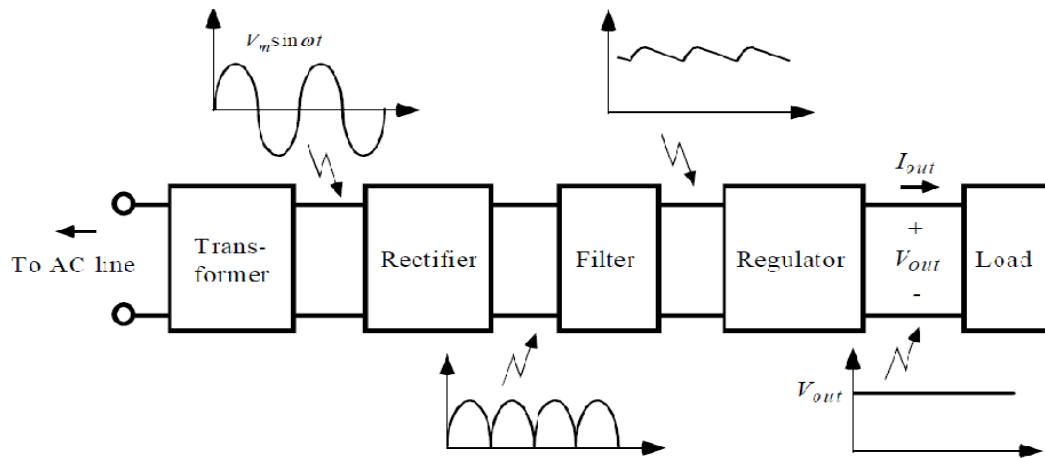 V_m sin ωt
I_out
To AC line
Trans-
former
Rectifier
Filter
Regulator
+
V_out
-
Load
V_out